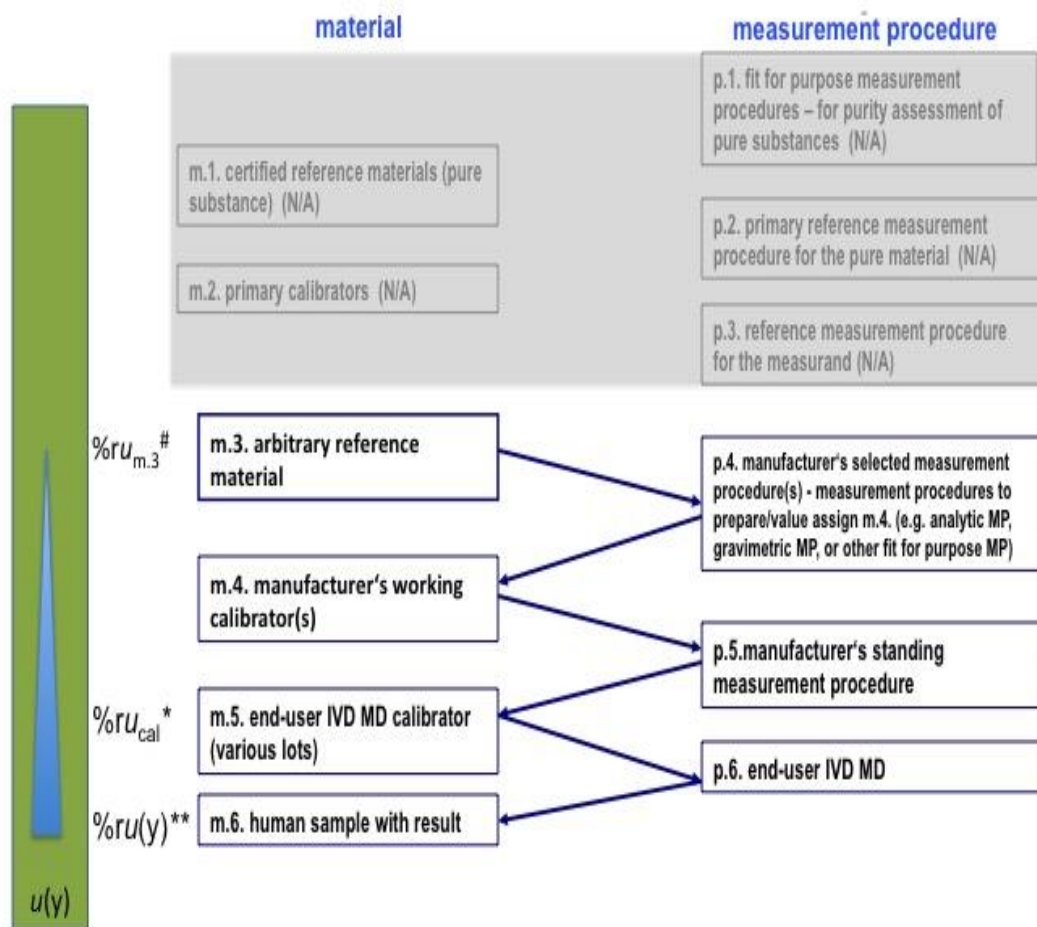 material
measurement procedure
p.1. fit for purpose measurement
procedures – for purity assessment of
pure substances (N/A)
m.1. certified reference materials (pure
substance) (N/A)
p.2. primary reference measurement
procedure for the pure material (N/A)
m.2. primary calibrators (N/A)
p.3. reference measurement procedure
for the measurand (N/A)
%ru_m.3^#
m.3. arbitrary reference
material
p.4. manufacturer's selected measurement
procedure(s) - measurement procedures to
prepare/value assign m.4. (e.g. analytic MP,
gravimetric MP, or other fit for purpose MP)
m.4. manufacturer's working
calibrator(s)
p.5.manufacturer's standing
measurement procedure
%ru_cal*
m.5. end-user IVD MD calibrator
(various lots)
p.6. end-user IVD MD
%ru(y)**
m.6. human sample with result
u(y)